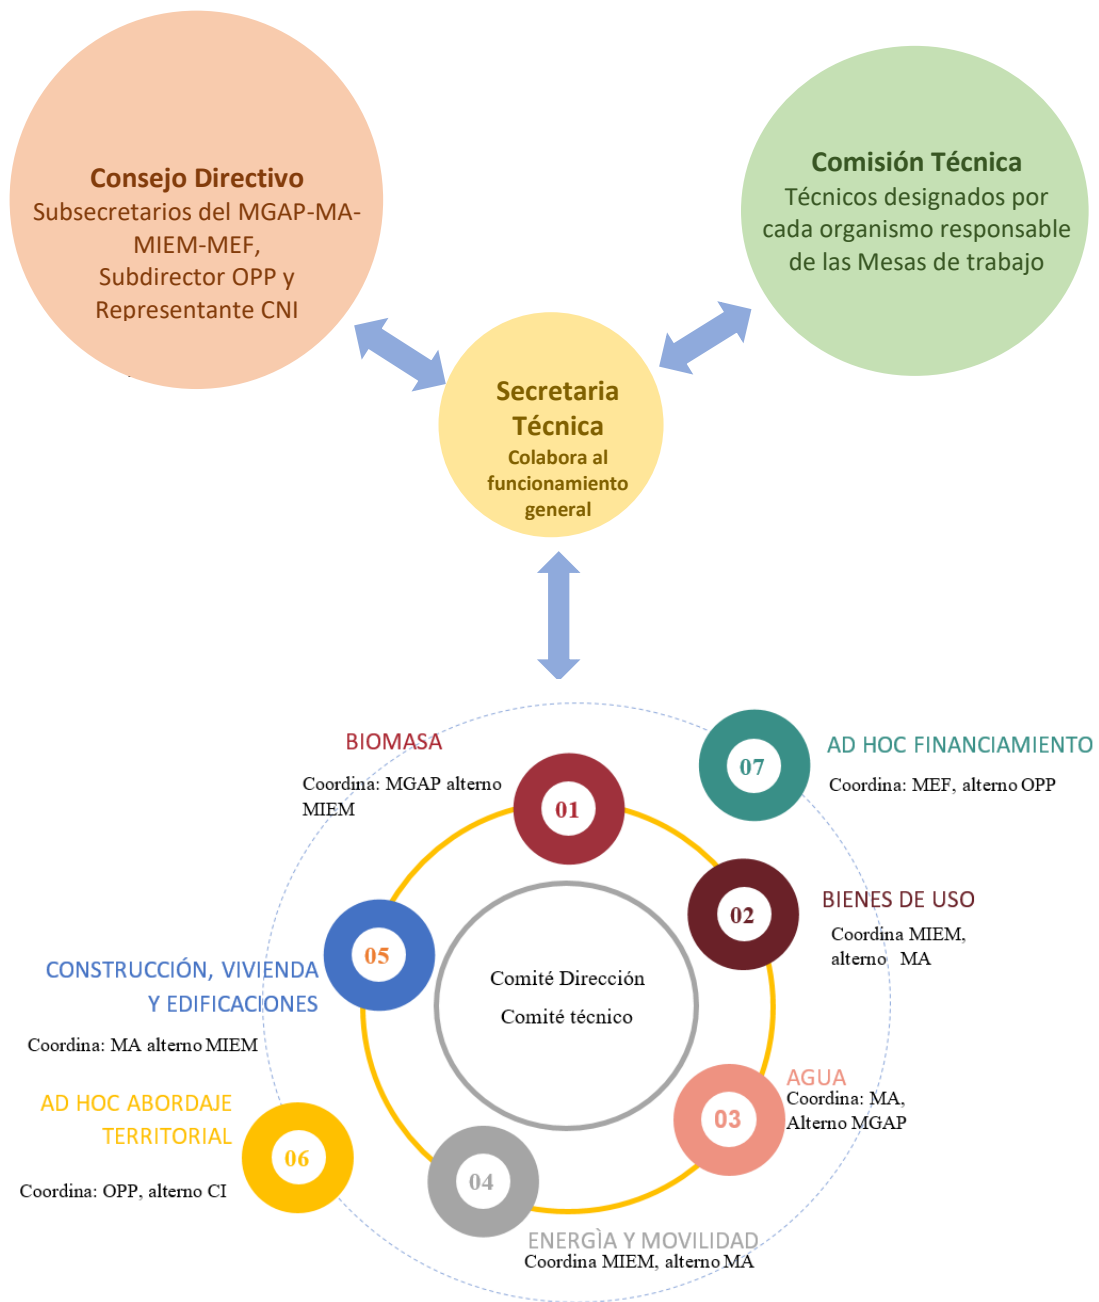 Consejo Directivo
Subsecretarios del MGAP-MA-
MIEM-MEF,
Subdirector OPP y
Representante CNI
Comisión Técnica
Técnicos designados por
cada organismo responsable
de las Mesas de trabajo
Secretaria
Técnica
Colabora al
funcionamiento
general
BIOMASA
Coordina: MGAP alterno
MIEM
01
07
AD HOC FINANCIAMIENTO
Coordina: MEF, alterno OPP
02
BIENES DE USO
Coordina MIEM,
alterno MA
05
CONSTRUCCIÓN, VIVIENDA
Y EDIFICACIONES
Coordina: MA alterno MIEM
Comité Dirección
Comité técnico
03
AGUA
Coordina: MA,
Alterno MGAP
AD HOC ABORDAJE
TERRITORIAL
06
Coordina: OPP, alterno CI
04
ENERGÌA Y MOVILIDAD
Coordina MIEM, alterno MA